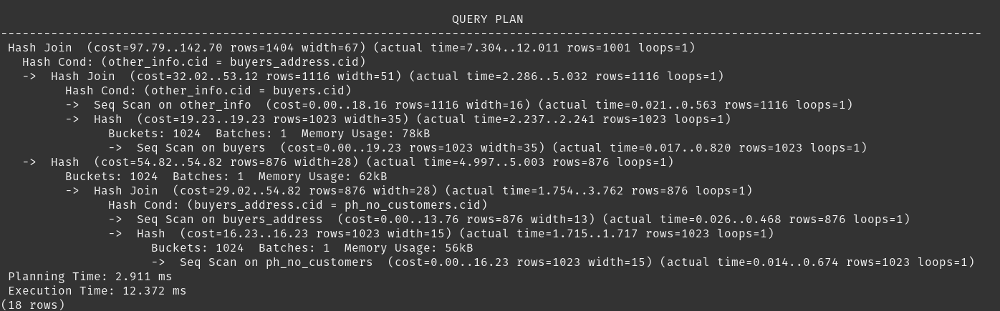 QUERY PLAN
-----------------------------------------------------------------------------------------------------------------------------------------
Hash Join  (cost=97.79..142.70 rows=1404 width=67) (actual time=7.304..12.011 rows=1001 loops=1)
  Hash Cond: (other_info.cid = buyers_address.cid)
  ->  Hash Join  (cost=32.02..53.12 rows=1116 width=51) (actual time=2.286..5.032 rows=1116 loops=1)
        Hash Cond: (other_info.cid = buyers.cid)
        ->  Seq Scan on other_info  (cost=0.00..18.16 rows=1116 width=16) (actual time=0.021..0.563 rows=1116 loops=1)
        ->  Hash  (cost=19.23..19.23 rows=1023 width=35) (actual time=2.237..2.241 rows=1023 loops=1)
              Buckets: 1024  Batches: 1  Memory Usage: 78kB
              ->  Seq Scan on buyers  (cost=0.00..19.23 rows=1023 width=35) (actual time=0.017..0.820 rows=1023 loops=1)
  ->  Hash  (cost=54.82..54.82 rows=876 width=28) (actual time=4.997..5.003 rows=876 loops=1)
        Buckets: 1024  Batches: 1  Memory Usage: 62kB
        ->  Hash Join  (cost=29.02..54.82 rows=876 width=28) (actual time=1.754..3.762 rows=876 loops=1)
              Hash Cond: (buyers_address.cid = ph_no_customers.cid)
              ->  Seq Scan on buyers_address  (cost=0.00..13.76 rows=876 width=13) (actual time=0.026..0.468 rows=876 loops=1)
              ->  Hash  (cost=16.23..16.23 rows=1023 width=15) (actual time=1.715..1.717 rows=1023 loops=1)
                    Buckets: 1024  Batches: 1  Memory Usage: 56kB
                    ->  Seq Scan on ph_no_customers  (cost=0.00..16.23 rows=1023 width=15) (actual time=0.014..0.674 rows=1023 loops=1)
Planning Time: 2.911 ms
Execution Time: 12.372 ms
(18 rows)